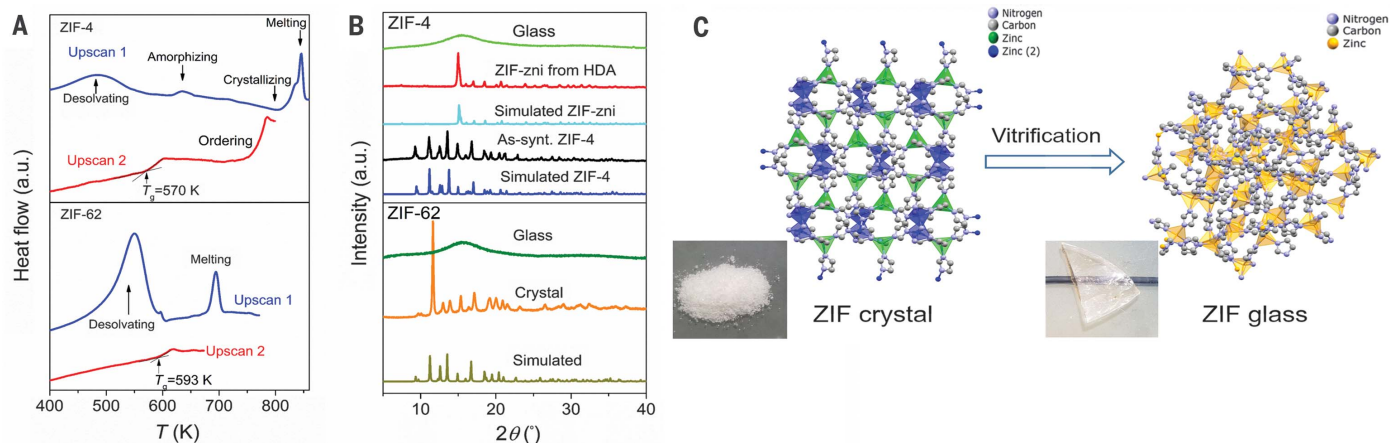 A
ZIF-4
Melting
Upscan 1
Amorphizing
Crystallizing
Desolvating
Ordering
Upscan 2
Tg=570 K
ZIF-62
Melting
Upscan 1
Desolvating
Upscan 2
Tg=593 K
Heat flow (a.u.)
400 500 600 700 800
T (K)
B
ZIF-4
Glass
ZIF-zni from HDA
Simulated ZIF-zni
As-synt. ZIF-4
Simulated ZIF-4
ZIF-62
Glass
Crystal
Simulated
Intensity (a.u.)
10 20 30 40
2θ (°)
C
Nitrogen
Carbon
Zinc
Zinc (2)
Vitrification
Nitrogen
Carbon
Zinc
ZIF crystal
ZIF glass